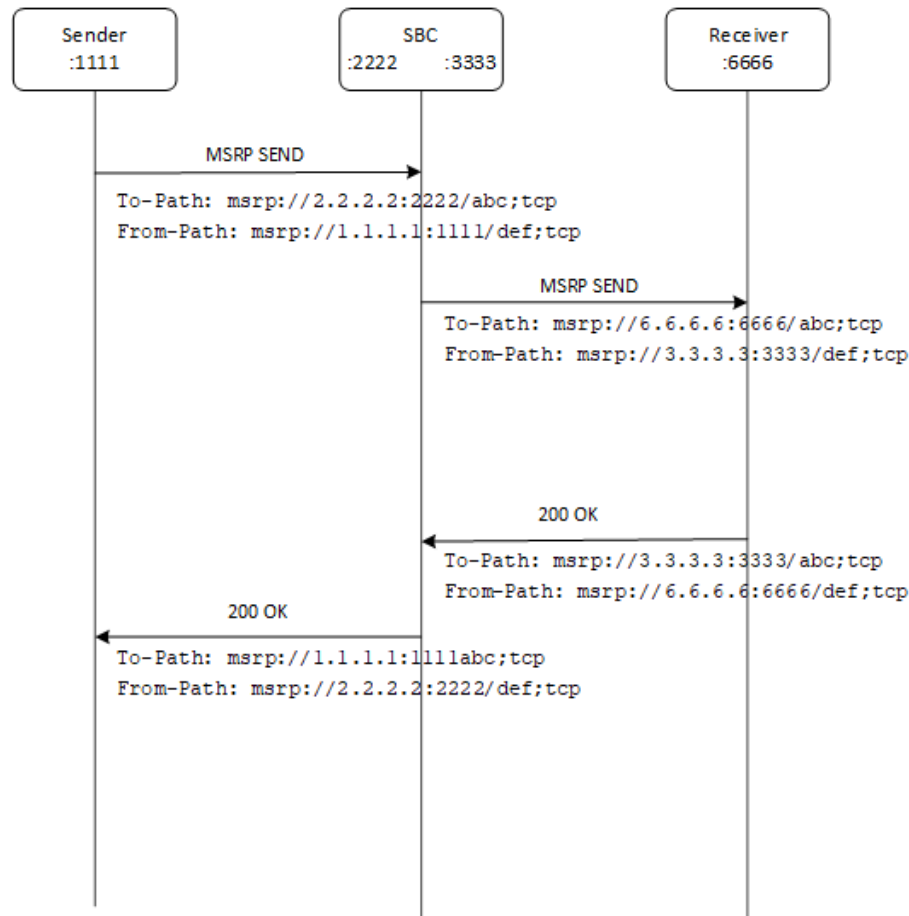 Sender
:1111
SBC
:2222 :3333
Receiver
:6666
MSRP SEND
To-Path: msrp://2.2.2.2:2222/abc;tcp
From-Path: msrp://1.1.1.1:1111/def;tcp
MSRP SEND
To-Path: msrp://6.6.6.6:6666/abc;tcp
From-Path: msrp://3.3.3.3:3333/def;tcp
200 OK
To-Path: msrp://3.3.3.3:3333/abc;tcp
From-Path: msrp://6.6.6.6:6666/def;tcp
200 OK
To-Path: msrp://1.1.1.1:1111abc;tcp
From-Path: msrp://2.2.2.2:2222/def;tcp